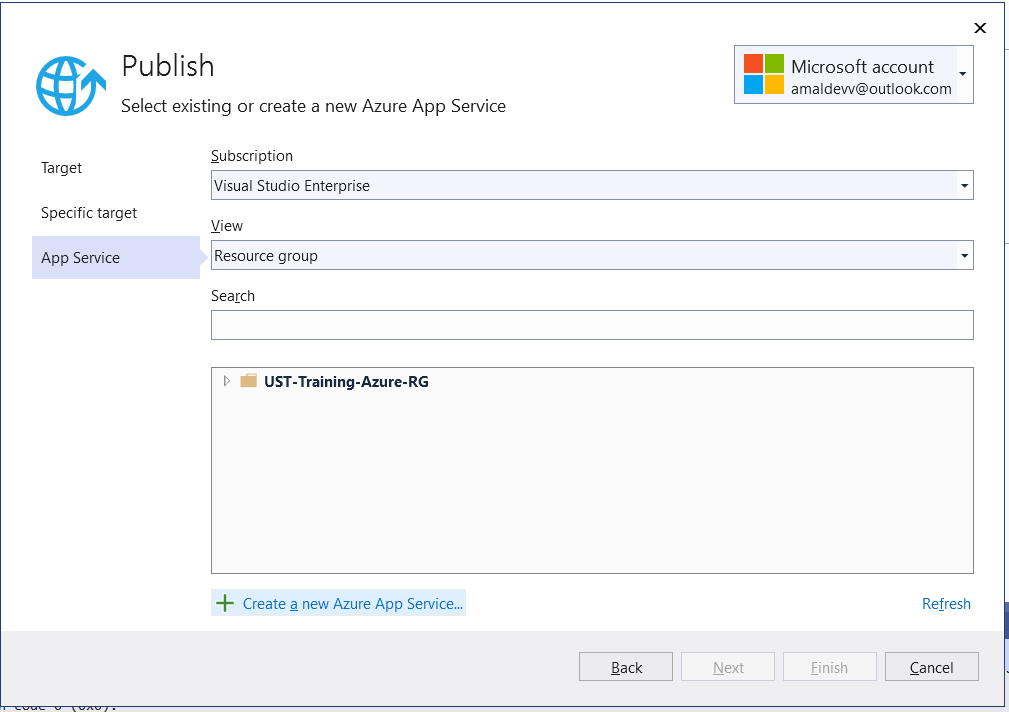 Publish
Select existing or create a new Azure App Service
Microsoft account
amaldevv@outlook.com
Target
Specific target
App Service
Subscription
Visual Studio Enterprise
View
Resource group
Search
UST-Training-Azure-RG
Create a new Azure App Service...
Refresh
Back
Next
Finish
Cancel
code 0 (0x0).